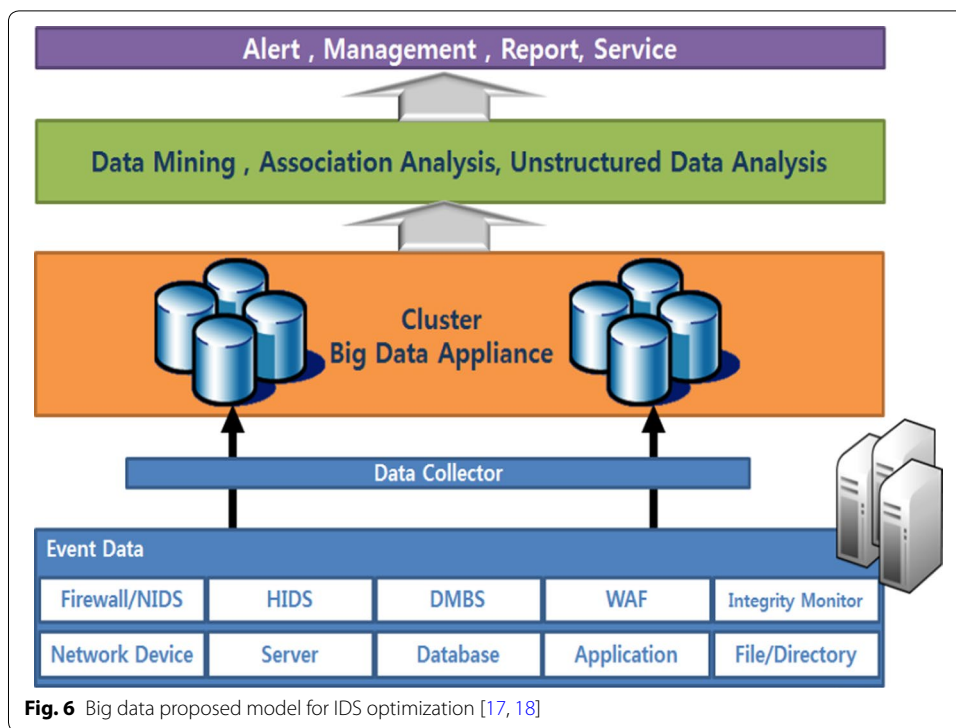 Alert , Management , Report, Service
Data Mining , Association Analysis, Unstructured Data Analysis
Cluster
Big Data Appliance
Data Collector
Event Data
Firewall/NIDS
HIDS
DMBS
WAF
Integrity Monitor
Network Device
Server
Database
Application
File/Directory
Fig. 6 Big data proposed model for IDS optimization [17, 18]